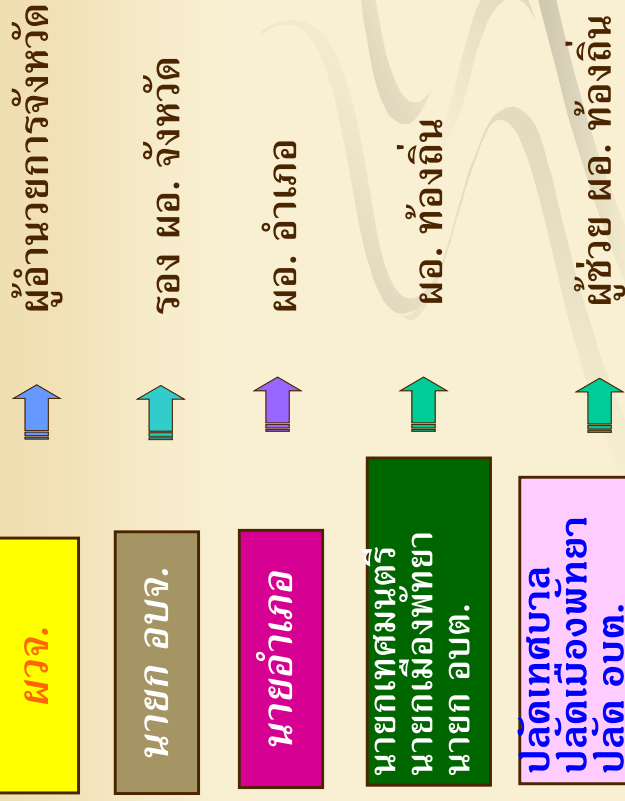 ผวจ.
ผู้อำนวยการจังหวัด
นายก อบจ.
รอง ผอ. จังหวัด
นายอำเภอ
ผอ. อำเภอ
นายกเทศมนตรี
นายกเมืองพัทยา
นายก อบต.
ผอ. ท้องถิ่น
ปลัดเทศบาล
ปลัดเมืองพัทยา
ปลัด อบต.
ผู้ช่วย ผอ. ท้องถิ่น